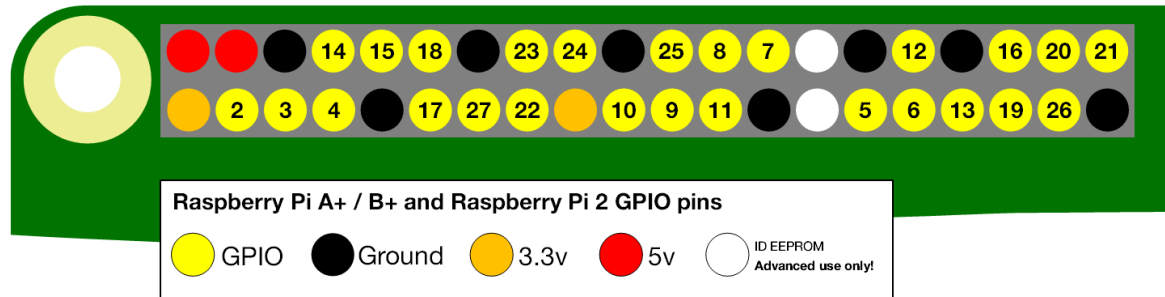 14 15 18 23 24 25 8 7 12 16 20 21
2 3 4 17 27 22 10 9 11 5 6 13 19 26
Raspberry Pi A+ / B+ and Raspberry Pi 2 GPIO pins
GPIO Ground 3.3v 5v ID EEPROM
Advanced use only!